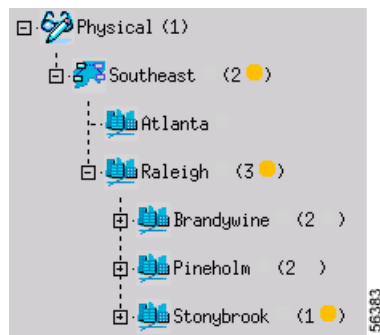 Physical (1)
Southeast (2 )
Atlanta
Raleigh (3 )
Brandywine (2 )
Pineholm (2 )
Stonybrook (1 )
56383